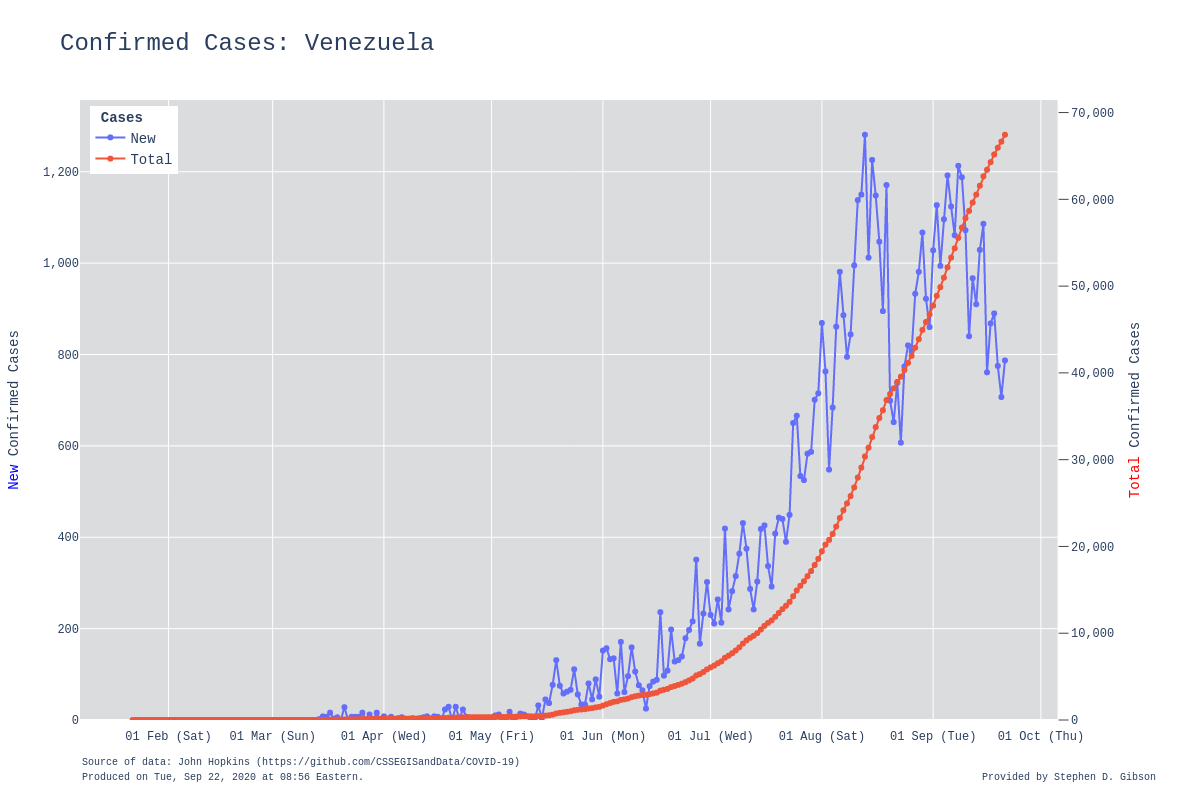 Confirmed Cases: Venezuela
Cases
New
Total
1,200
1,000
800
600
400
200
0
70,000
60,000
50,000
40,000
30,000
20,000
10,000
0
New Confirmed Cases
Total Confirmed Cases
01 Feb (Sat) 01 Mar (Sun) 01 Apr (Wed) 01 May (Fri) 01 Jun (Mon) 01 Jul (Wed) 01 Aug (Sat) 01 Sep (Tue) 01 Oct (Thu)
Source of data: John Hopkins (https://github.com/CSSEGISandData/COVID-19)
Produced on Tue, Sep 22, 2020 at 08:56 Eastern.
Provided by Stephen D. Gibson